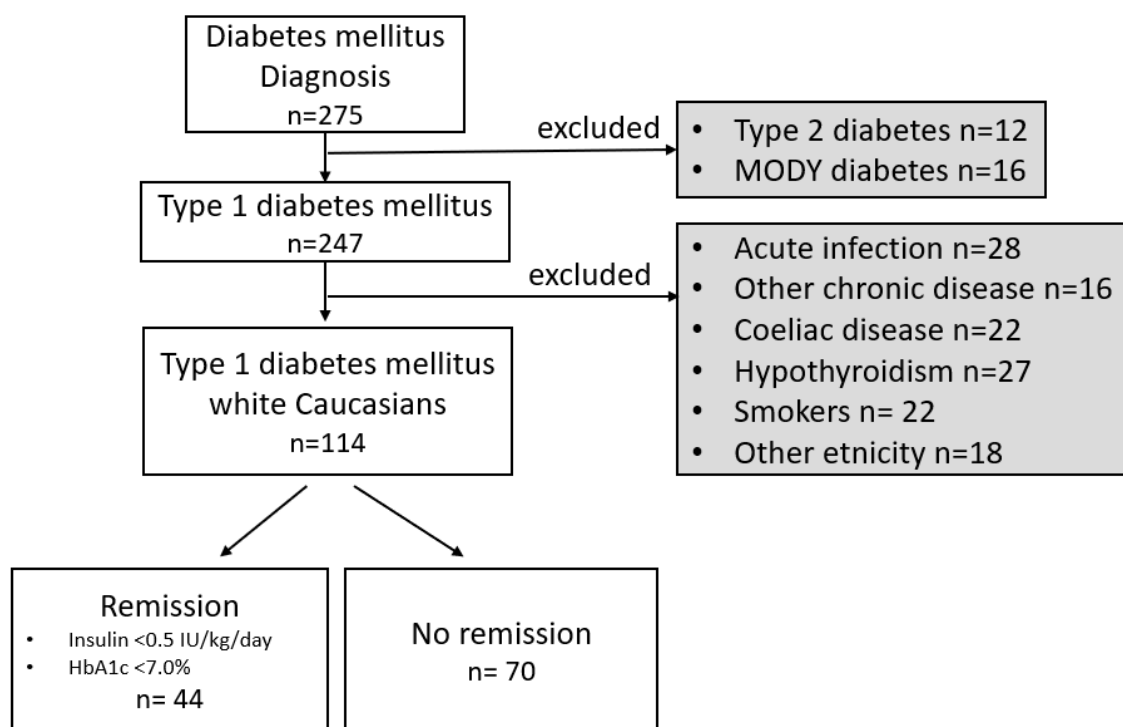 Diabetes mellitus
Diagnosis
n=275
excluded
• Type 2 diabetes n=12
• MODY diabetes n=16
Type 1 diabetes mellitus
n=247
excluded
• Acute infection n=28
• Other chronic disease n=16
• Coeliac disease n=22
• Hypothyroidism n=27
• Smokers n= 22
• Other etnicity n=18
Type 1 diabetes mellitus
white Caucasians
n=114
Remission
• Insulin <0.5 IU/kg/day
• HbA1c <7.0%
n= 44
No remission
n= 70